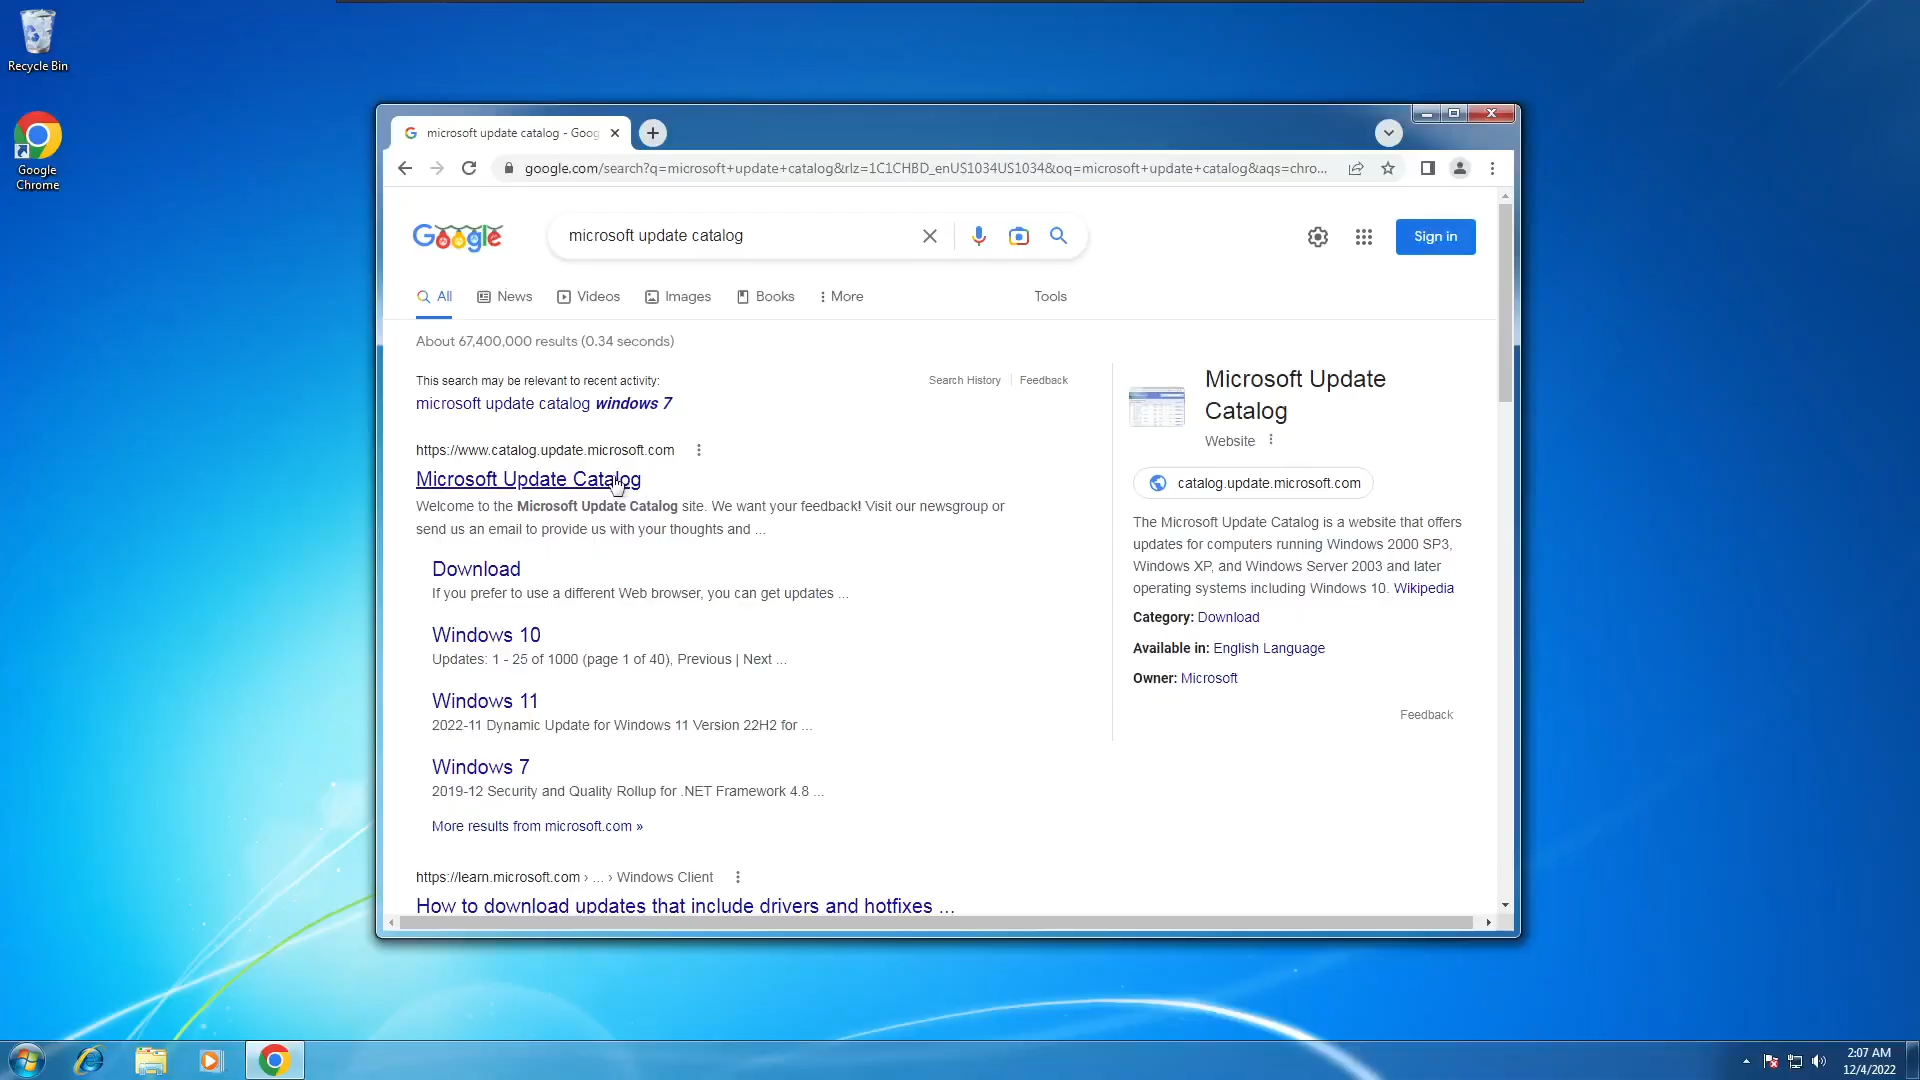 Recycle Bin
Google
Chrome
microsoft update catalog - Goog
google.com/search?q=microsoft+update+catalog&rlz=1C1CHBD_enUS1034US1034&oq=microsoft+update+catalog&aqs=chro...
Google
microsoft update catalog
Sign in
All News Videos Images Books More Tools
About 67,400,000 results (0.34 seconds)
This search may be relevant to recent activity:
Search History Feedback
microsoft update catalog windows 7
https://www.catalog.update.microsoft.com
Microsoft Update Catalog
Welcome to the Microsoft Update Catalog site. We want your feedback! Visit our newsgroup or
send us an email to provide us with your thoughts and ...
Download
If you prefer to use a different Web browser, you can get updates ...
Windows 10
Updates: 1 - 25 of 1000 (page 1 of 40), Previous | Next ...
Windows 11
2022-11 Dynamic Update for Windows 11 Version 22H2 for ...
Windows 7
2019-12 Security and Quality Rollup for .NET Framework 4.8 ...
More results from microsoft.com »
https://learn.microsoft.com › ... › Windows Client
How to download updates that include drivers and hotfixes ...
Microsoft Update
Catalog
Website
catalog.update.microsoft.com
The Microsoft Update Catalog is a website that offers
updates for computers running Windows 2000 SP3,
Windows XP, and Windows Server 2003 and later
operating systems including Windows 10. Wikipedia
Category: Download
Available in: English Language
Owner: Microsoft
Feedback
2:07 AM
12/4/2022